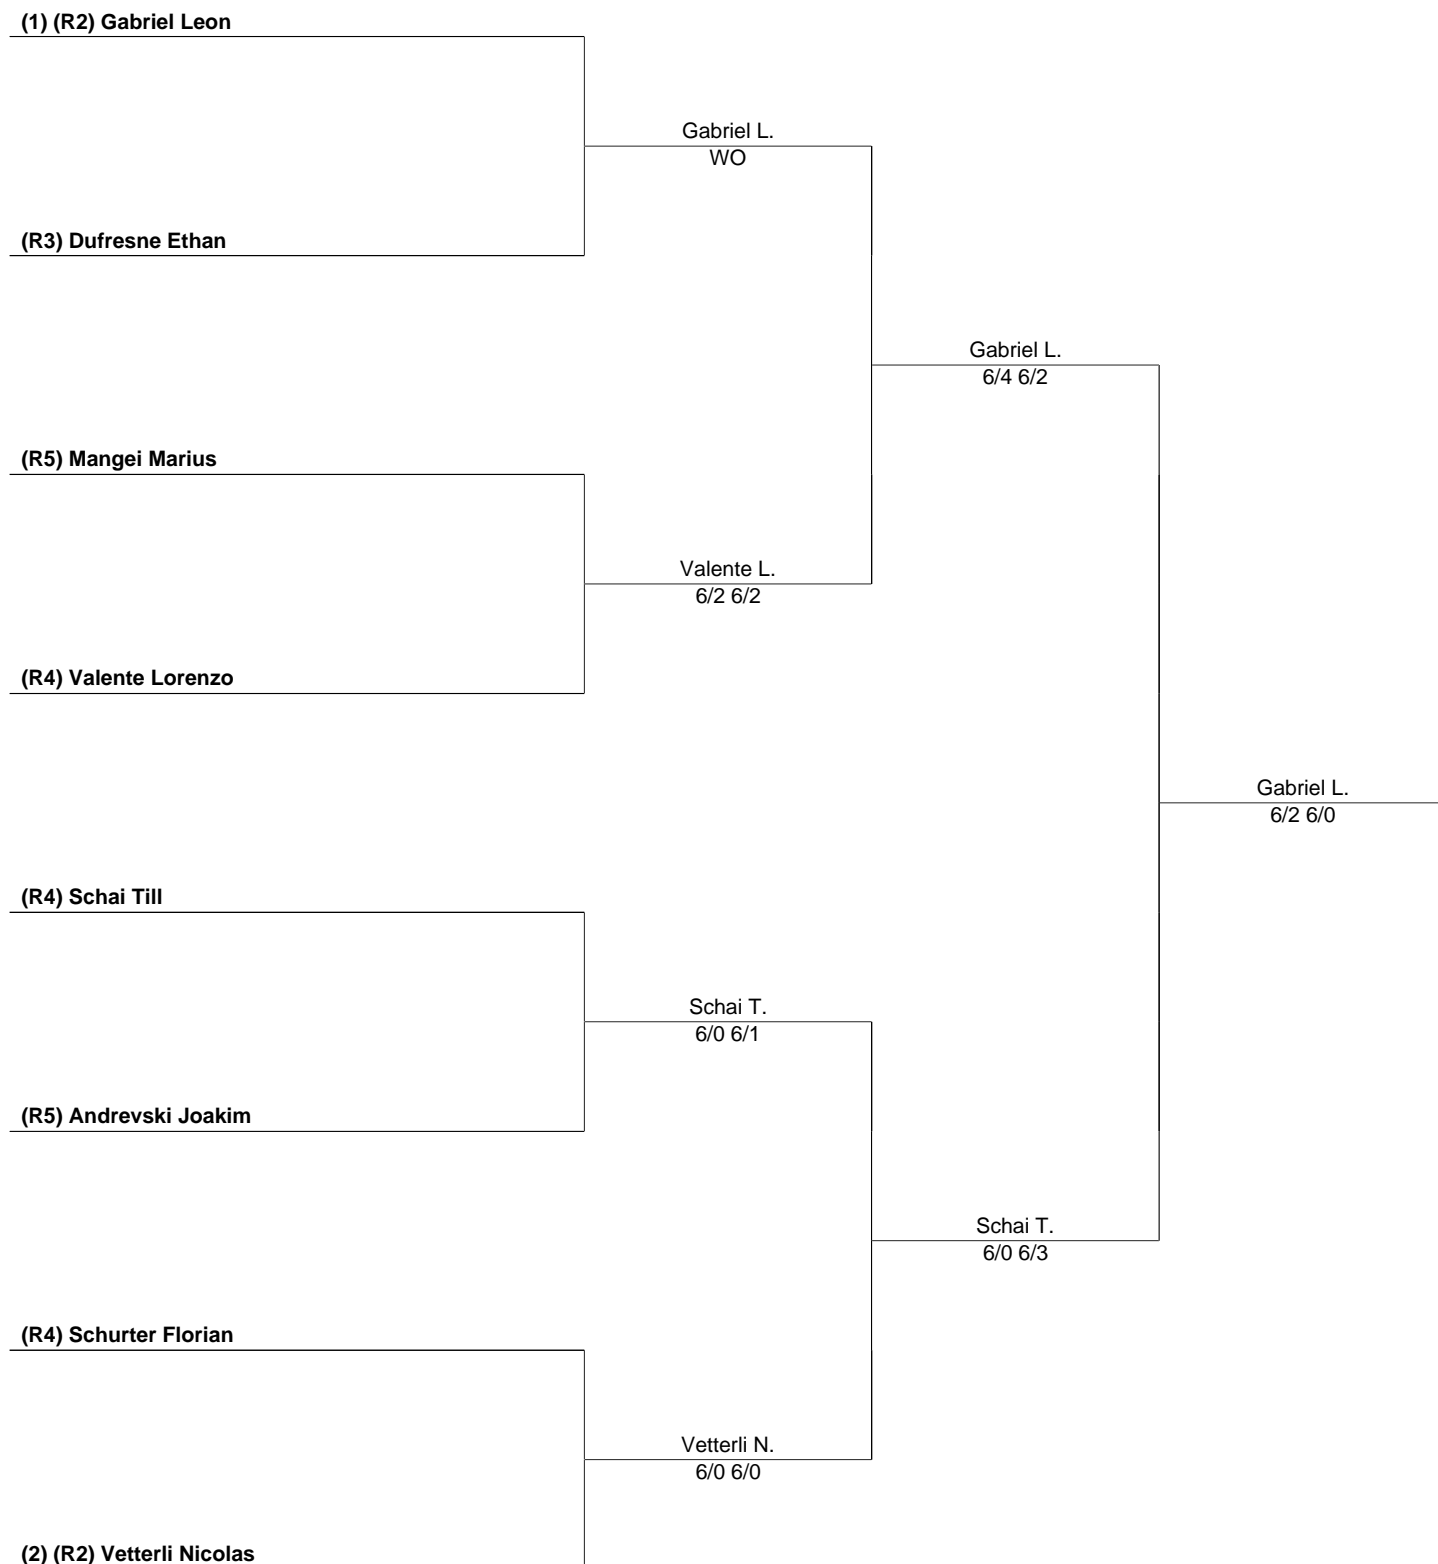 (1) (R2) Gabriel Leon
Gabriel L.
WO
(R3) Dufresne Ethan
Gabriel L.
6/4 6/2
(R5) Mangei Marius
Valente L.
6/2 6/2
(R4) Valente Lorenzo
Gabriel L.
6/2 6/0
(R4) Schai Till
Schai T.
6/0 6/1
(R5) Andrevski Joakim
Schai T.
6/0 6/3
(R4) Schurter Florian
Vetterli N.
6/0 6/0
(2) (R2) Vetterli Nicolas